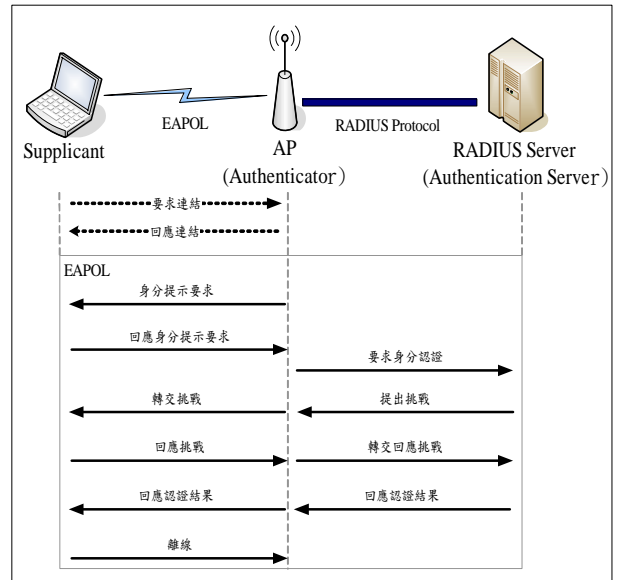 EAPOL
RADIUS Protocol
Supplicant
AP
(Authenticator)
RADIUS Server
(Authentication Server)
要求連結
回應連結
EAPOL
身分提示要求
回應身分提示要求
要求身分認證
轉交挑戰
提出挑戰
回應挑戰
轉交回應挑戰
回應認證結果
回應認證結果
離線